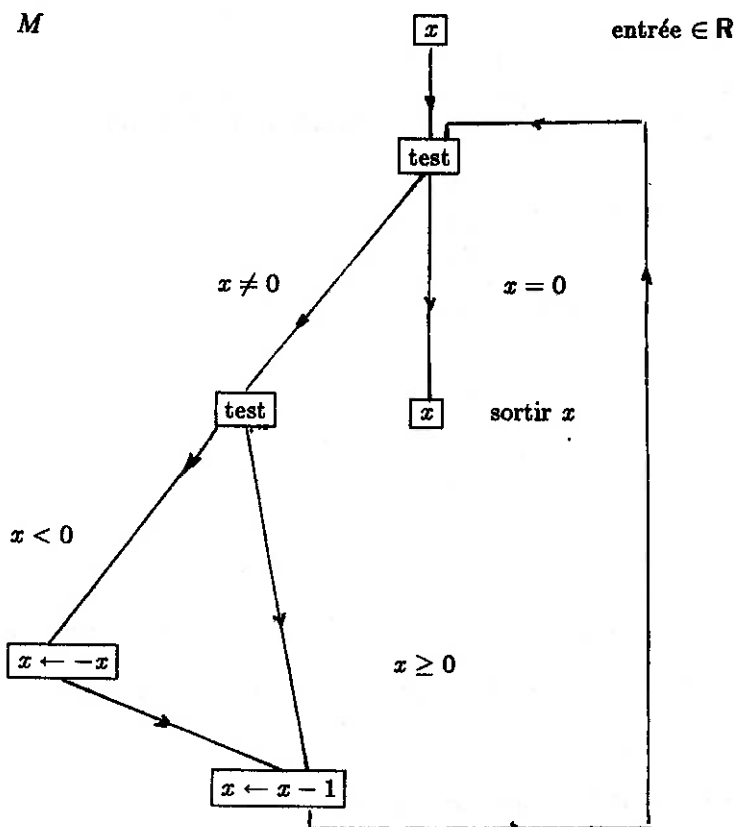 M
x
entrée ∈ R
test
x ≠ 0
x = 0
test
x
sortir x
x < 0
x ← −x
x ≥ 0
x ← x − 1